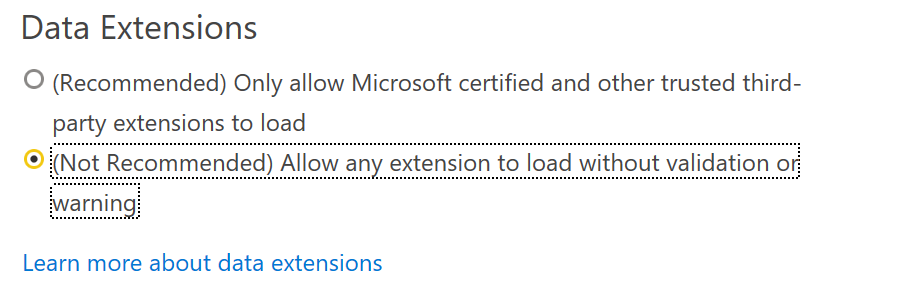 Data Extensions
(Recommended) Only allow Microsoft certified and other trusted third-
party extensions to load
(Not Recommended) Allow any extension to load without validation or
warning
Learn more about data extensions